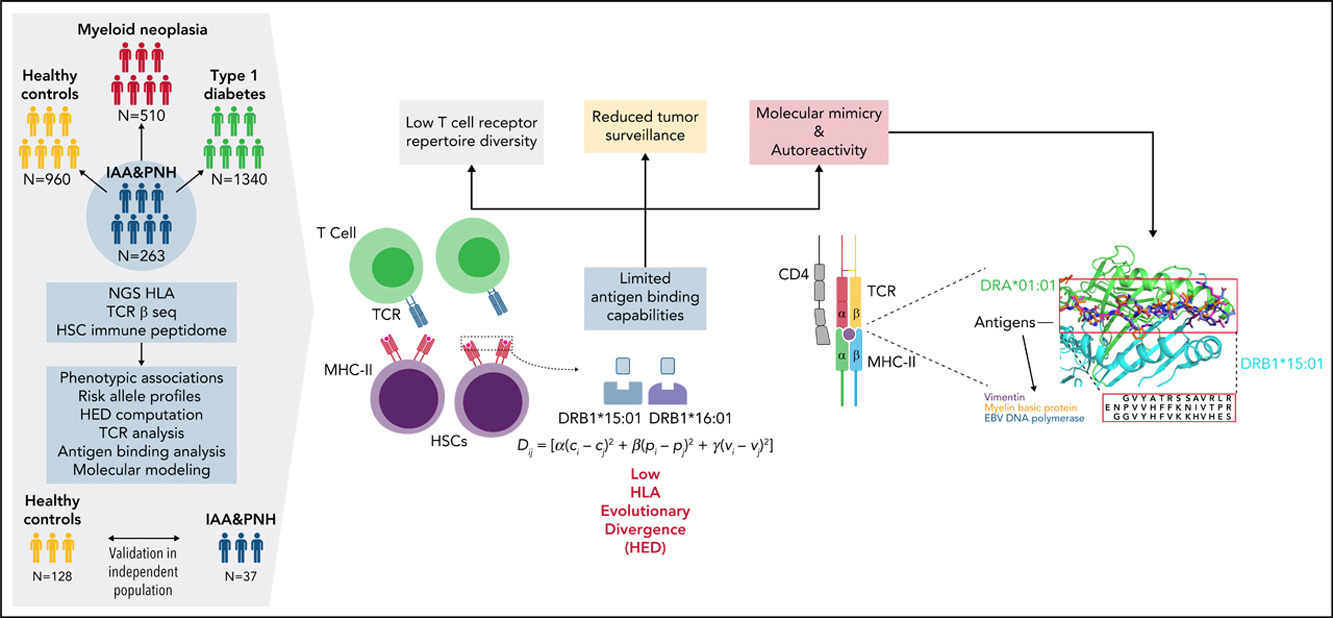 Myeloid neoplasia
N=510
Healthy
controls
N=960
Type 1
diabetes
N=1340
IAA&PNH
N=263
NGS HLA
TCR β seq
HSC immune peptidome
Phenotypic associations
Risk allele profiles
HED computation
TCR analysis
Antigen binding analysis
Molecular modeling
Healthy
controls
N=128
Validation in
independent
population
IAA&PNH
N=37
Low T cell receptor
repertoire diversity
Reduced tumor
surveillance
Molecular mimicry
&
Autoreactivity
T Cell
TCR
MHC-II
HSCs
Limited
antigen binding
capabilities
DRB1*15:01 DRB1*16:01
D_ij = [α(c_i – c_j)² + β(p_i – p_j)² + γ(v_i – v_j)²]
Low
HLA
Evolutionary
Divergence
(HED)
CD4
TCR
α β
α β
MHC-II
DRA*01:01
Antigens
DRB1*15:01
Vimentin
Myelin basic protein
EBV DNA polymerase
GVYATRSSAVRLR
ENPVVHFFKNIVTPR
GGVYHFVKKHVHES